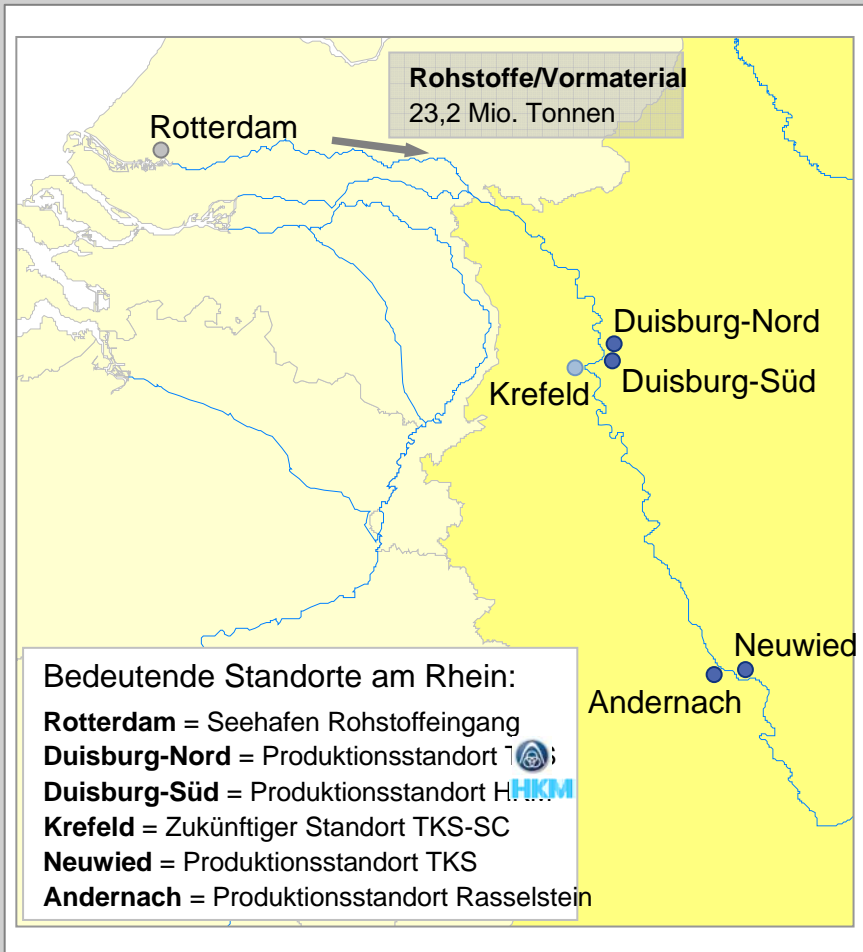 Rohstoffe/Vormaterial
23,2 Mio. Tonnen
Rotterdam
Duisburg-Nord
Duisburg-Süd
Krefeld
Neuwied
Andernach
Bedeutende Standorte am Rhein:
Rotterdam = Seehafen Rohstoffeingang
Duisburg-Nord = Produktionsstandort
Duisburg-Süd = Produktionsstandort HKM
HKM
Krefeld = Zukünftiger Standort TKS-SC
Neuwied = Produktionsstandort TKS
Andernach = Produktionsstandort Rasselstein